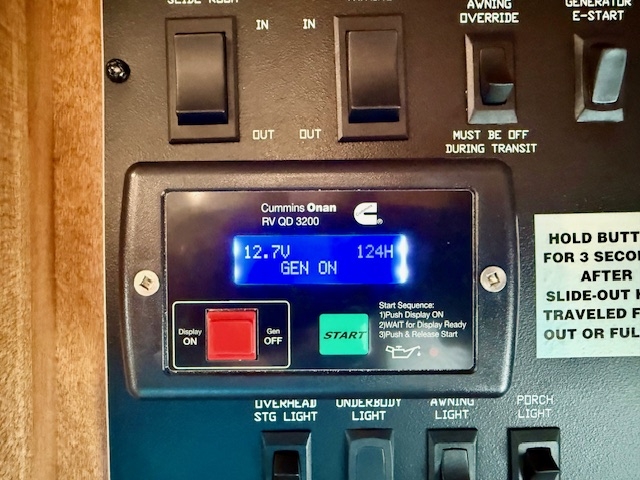 SLIDE ROOM
IN
IN
AWNING
OVERRIDE
GENERATOR
E-START
OUT
OUT
MUST BE OFF
DURING TRANSIT
Cummins Onan
RV QD 3200
12.7V 124H
GEN ON
Display
ON
Gen
OFF
START
Start Sequence:
1)Push Display ON
2)WAIT for Display Ready
3)Push & Release Start
HOLD BUTT
FOR 3 SECON
AFTER
SLIDE-OUT H
TRAVELED F
OUT OR FUL
OVERHEAD
STG LIGHT
UNDERBODY
LIGHT
AWNING
LIGHT
PORCH
LIGHT